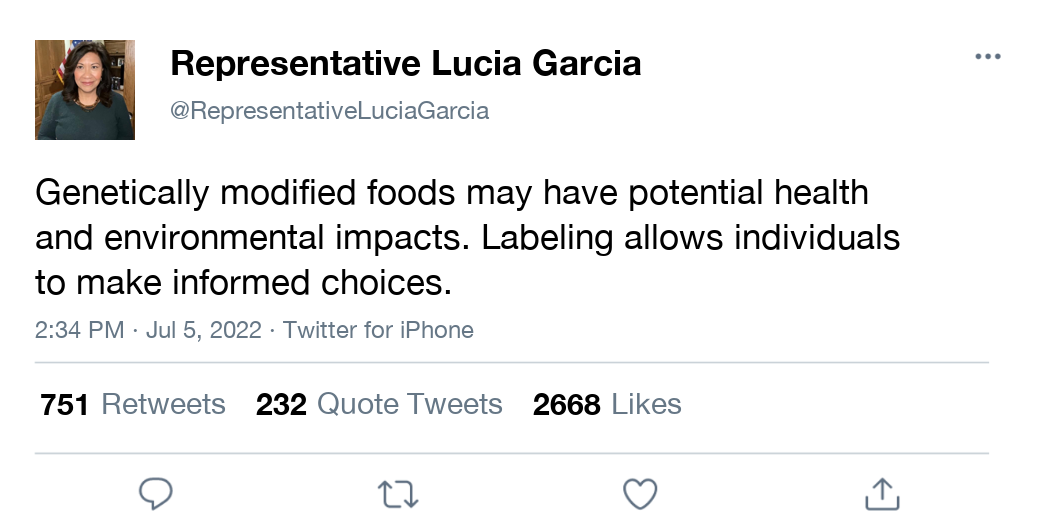 Representative Lucia Garcia
@RepresentativeLuciaGarcia
Genetically modified foods may have potential health
and environmental impacts. Labeling allows individuals
to make informed choices.
2:34 PM · Jul 5, 2022 · Twitter for iPhone
751 Retweets 232 Quote Tweets 2668 Likes